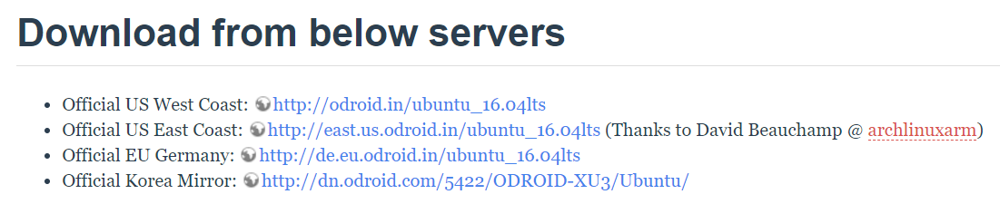 Download from below servers
Official US West Coast: http://odroid.in/ubuntu_16.04lts
Official US East Coast: http://east.us.odroid.in/ubuntu_16.04lts (Thanks to David Beauchamp @ archlinuxarm)
Official EU Germany: http://de.eu.odroid.in/ubuntu_16.04lts
Official Korea Mirror: http://dn.odroid.com/5422/ODROID-XU3/Ubuntu/